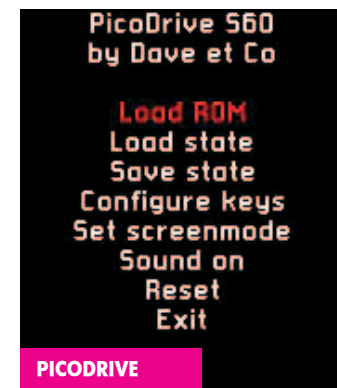 PicoDrive S60
by Dave et Co
Load ROM
Load state
Save state
Configure keys
Set screenmode
Sound on
Reset
Exit
PICODRIVE